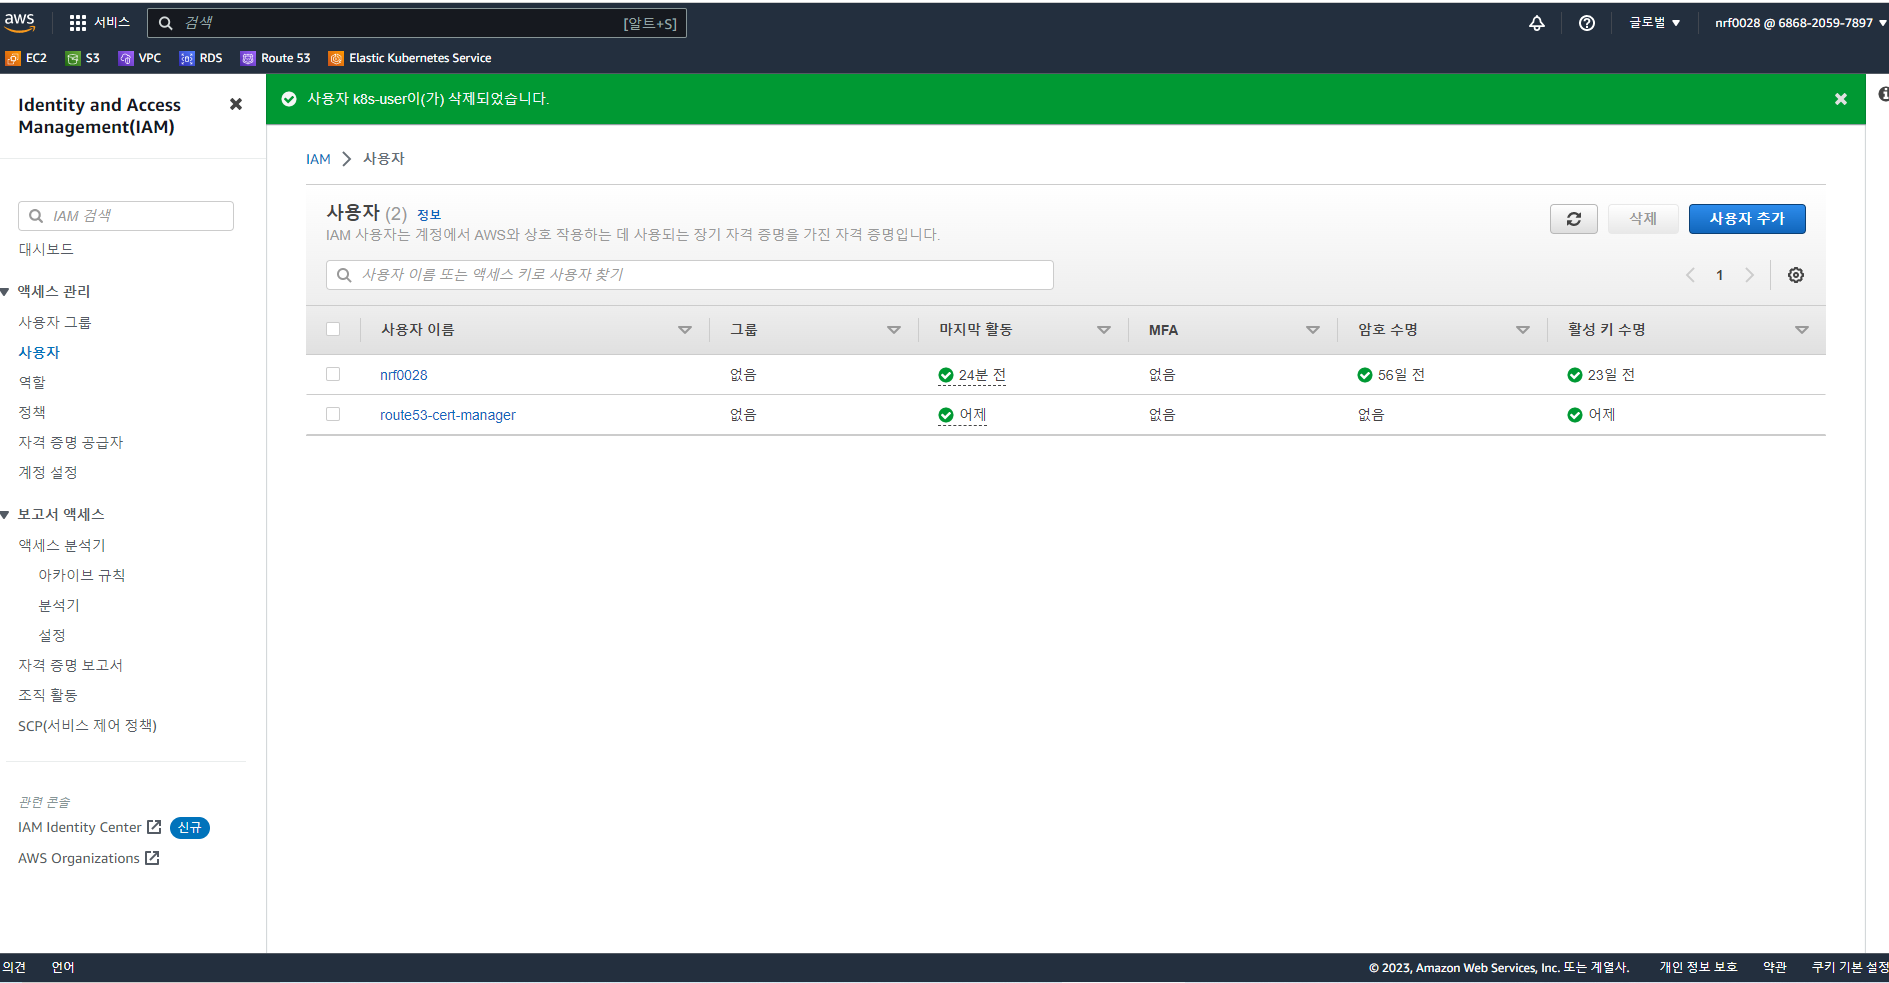 aws 서비스 검색 [알트+S] 글로벌 ▼ nrf0028 @ 6868-2059-7897 ▼
EC2 S3 VPC RDS Route 53 Elastic Kubernetes Service
Identity and Access
Management(IAM)
IAM 검색
대시보드
액세스 관리
사용자 그룹
사용자
역할
정책
자격 증명 공급자
계정 설정
보고서 액세스
액세스 분석기
아카이브 규칙
분석기
설정
자격 증명 보고서
조직 활동
SCP(서비스 제어 정책)
관련 콘솔
IAM Identity Center 신규
AWS Organizations
사용자 k8s-user이(가) 삭제되었습니다.
IAM > 사용자
사용자 (2) 정보
IAM 사용자는 계정에서 AWS와 상호 작용하는 데 사용되는 장기 자격 증명을 가진 자격 증명입니다.
삭제 사용자 추가
사용자 이름 또는 액세스 키로 사용자 찾기
< 1 >
사용자 이름 그룹 마지막 활동 MFA 암호 수명 활성 키 수명
nrf0028 없음 24분 전 없음 56일 전 23일 전
route53-cert-manager 없음 어제 없음 없음 어제
의견 언어 © 2023, Amazon Web Services, Inc. 또는 계열사. 개인 정보 보호 약관 쿠키 기본 설정